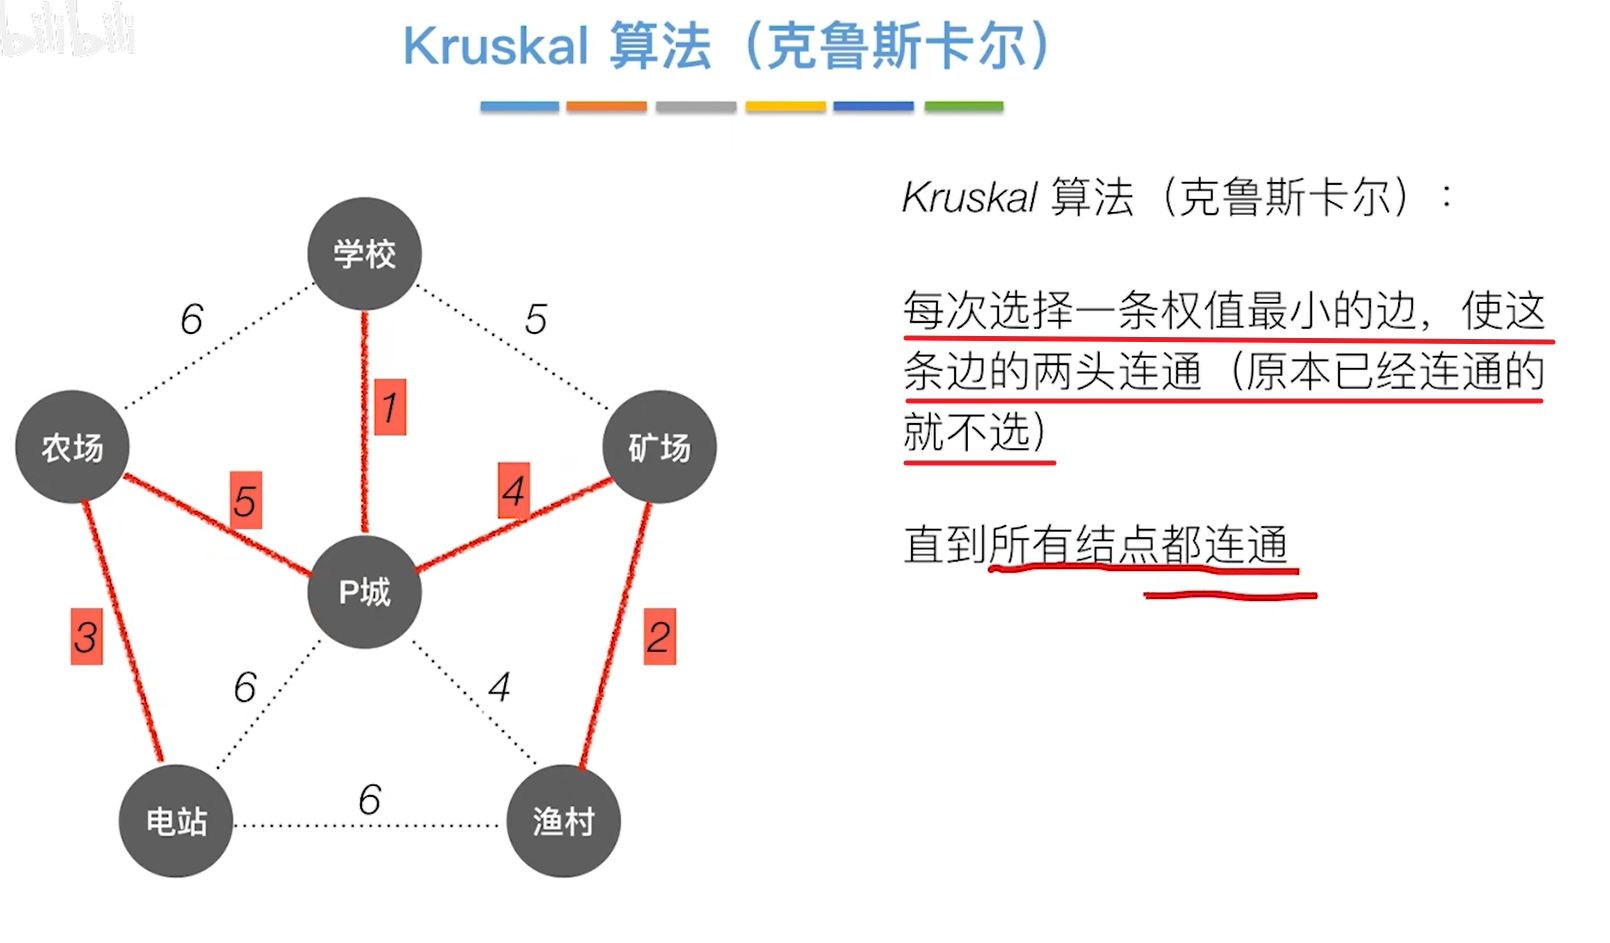 bilibili
Kruskal 算法（克鲁斯卡尔）
Kruskal 算法（克鲁斯卡尔）：
每次选择一条权值最小的边，使这
条边的两头连通（原本已经连通的
就不选）
直到所有结点都连通
学校
6
5
1
农场
矿场
5
4
P城
3
2
6
4
6
电站
渔村